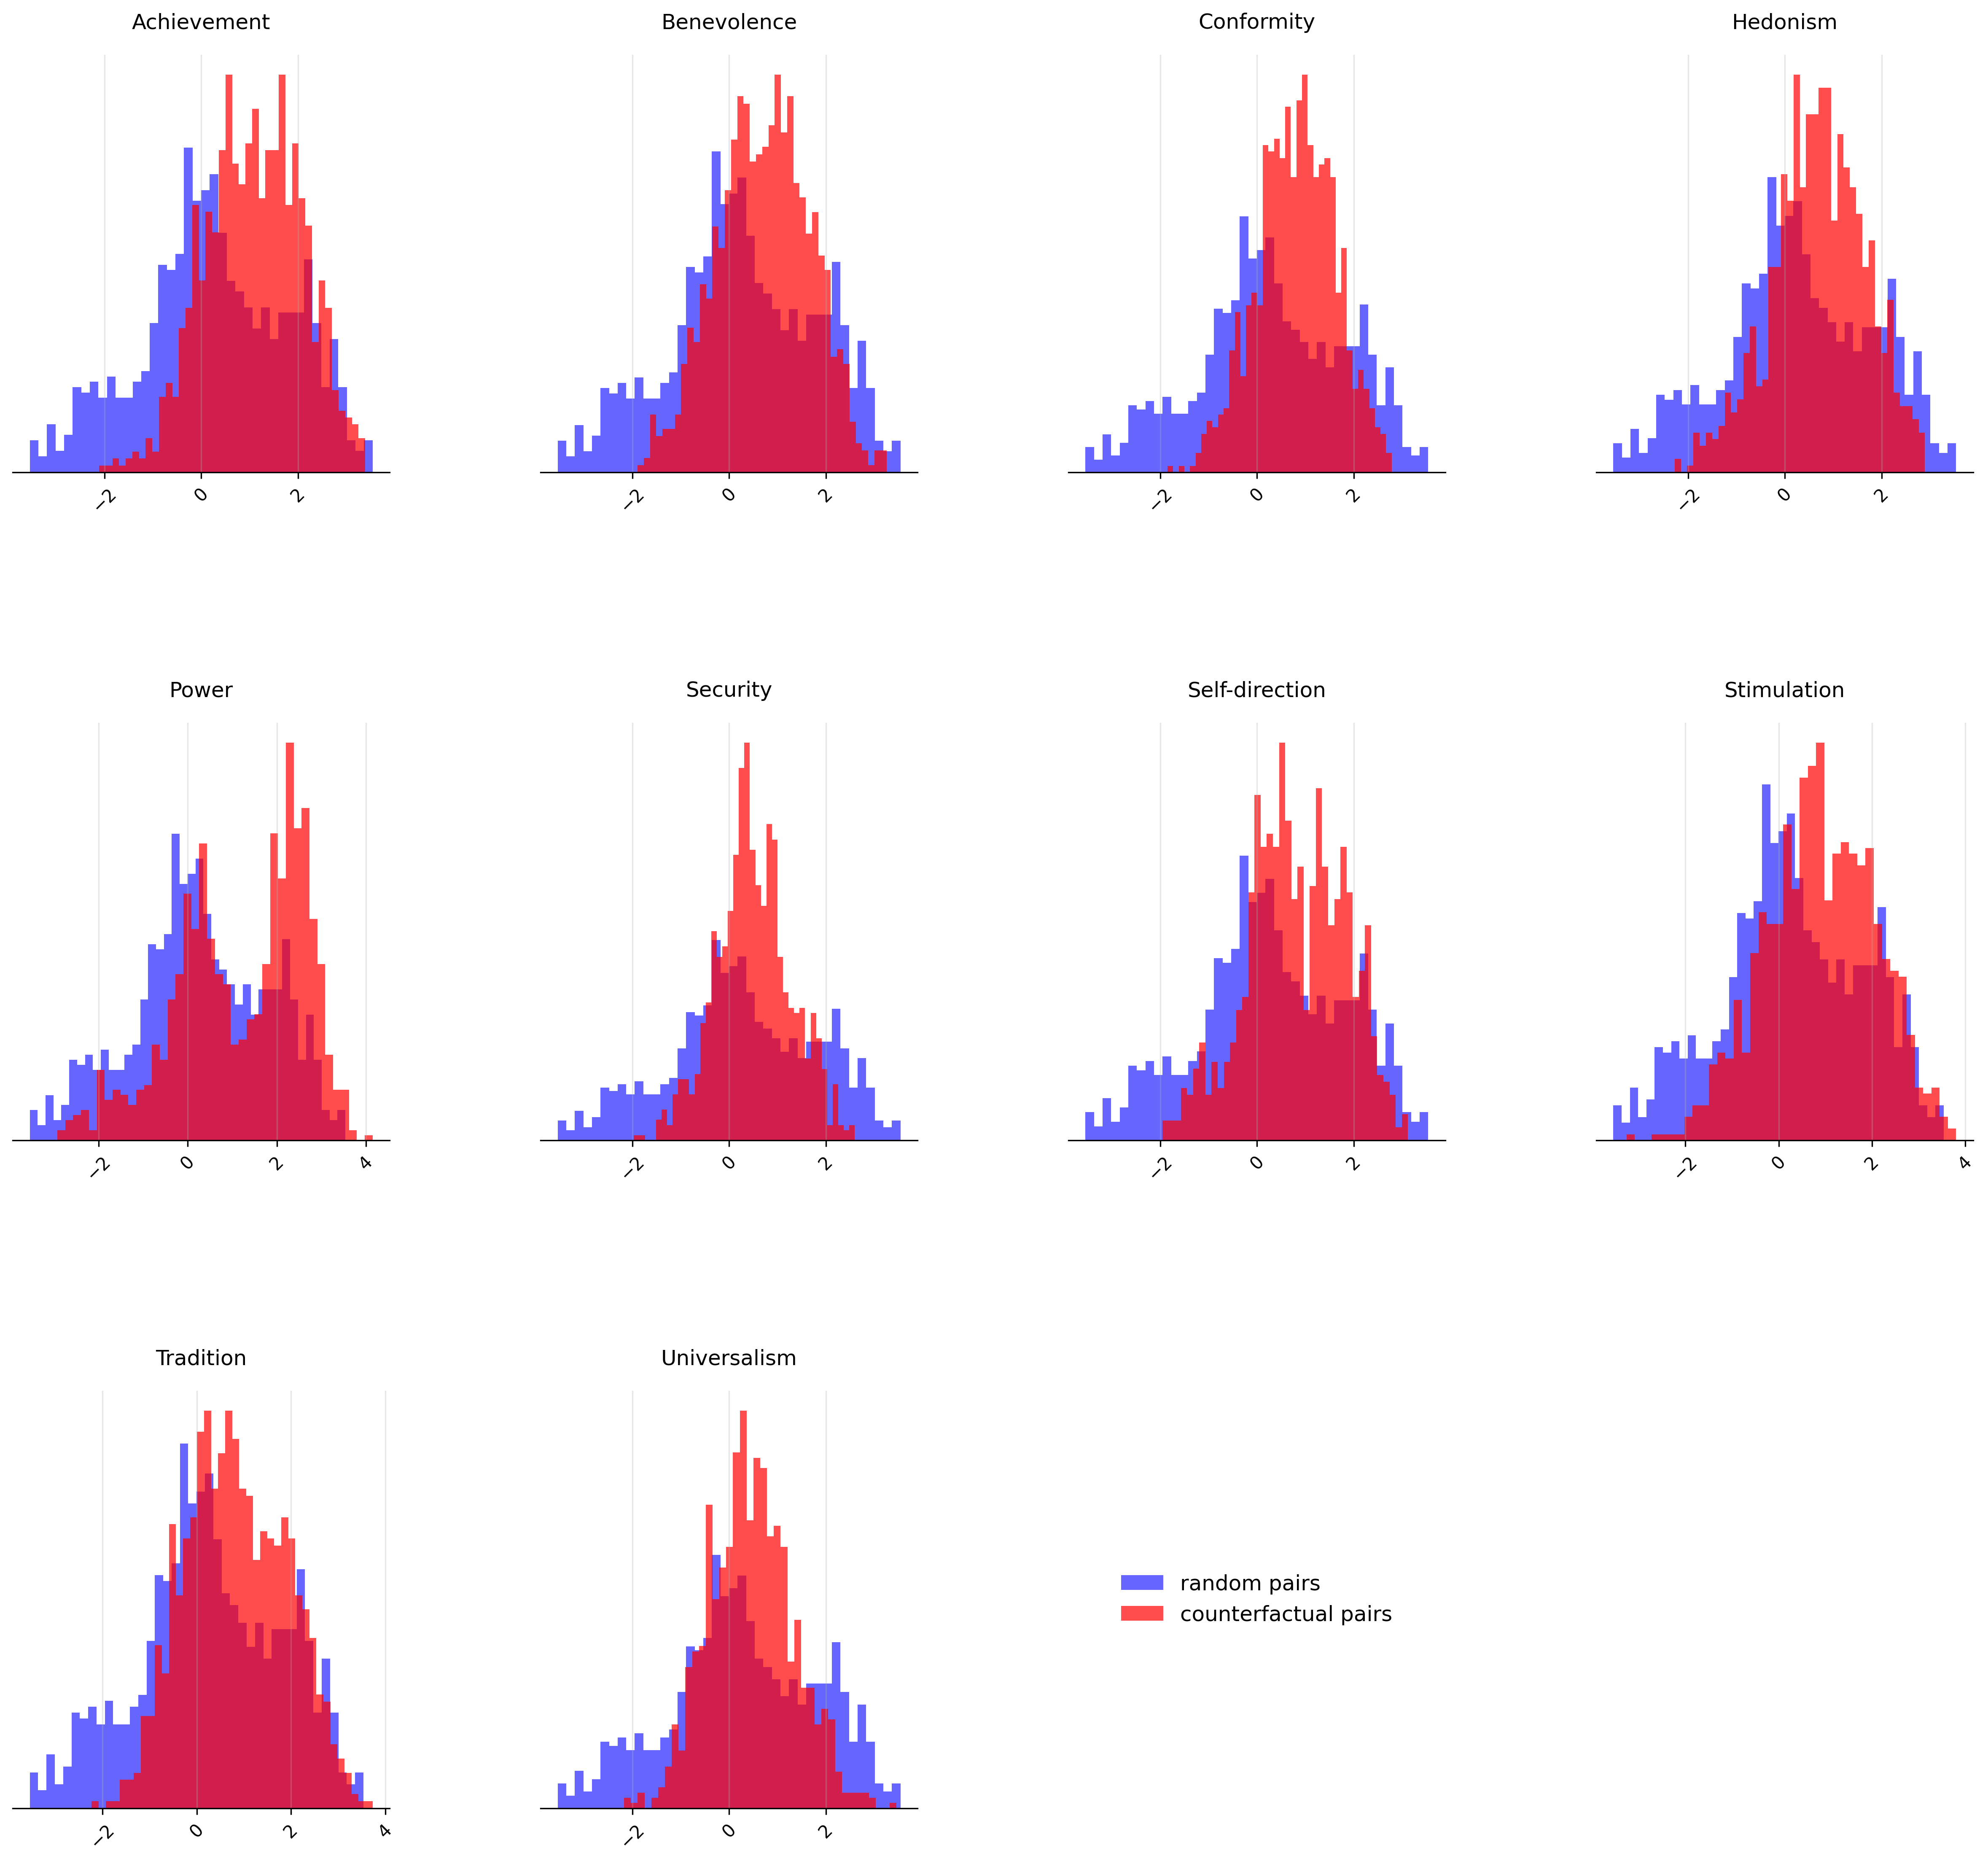 Achievement
Benevolence
Conformity
Hedonism
−2 0 2
−2 0 2
−2 0 2
−2 0 2
Power
Security
Self-direction
Stimulation
−2 0 2 4
−2 0 2
−2 0 2
−2 0 2 4
Tradition
Universalism
random pairs
counterfactual pairs
−2 0 2 4
−2 0 2